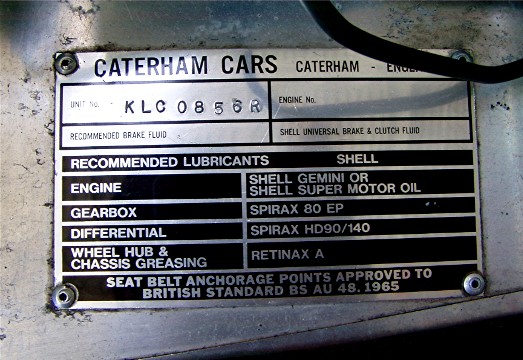 CATERHAM CARS CATERHAM -
UNIT No. KLC 0856R ENGINE No.
RECOMMENDED BRAKE FLUID SHELL UNIVERSAL BRAKE & CLUTCH FLUID
RECOMMENDED LUBRICANTS SHELL
ENGINE SHELL GEMINI OR
SHELL SUPER MOTOR OIL
GEARBOX SPIRAX 80 EP
DIFFERENTIAL SPIRAX HD90/140
WHEEL HUB &
CHASSIS GREASING RETINAX A
SEAT BELT ANCHORAGE POINTS APPROVED TO
BRITISH STANDARD BS AU 48. 1965